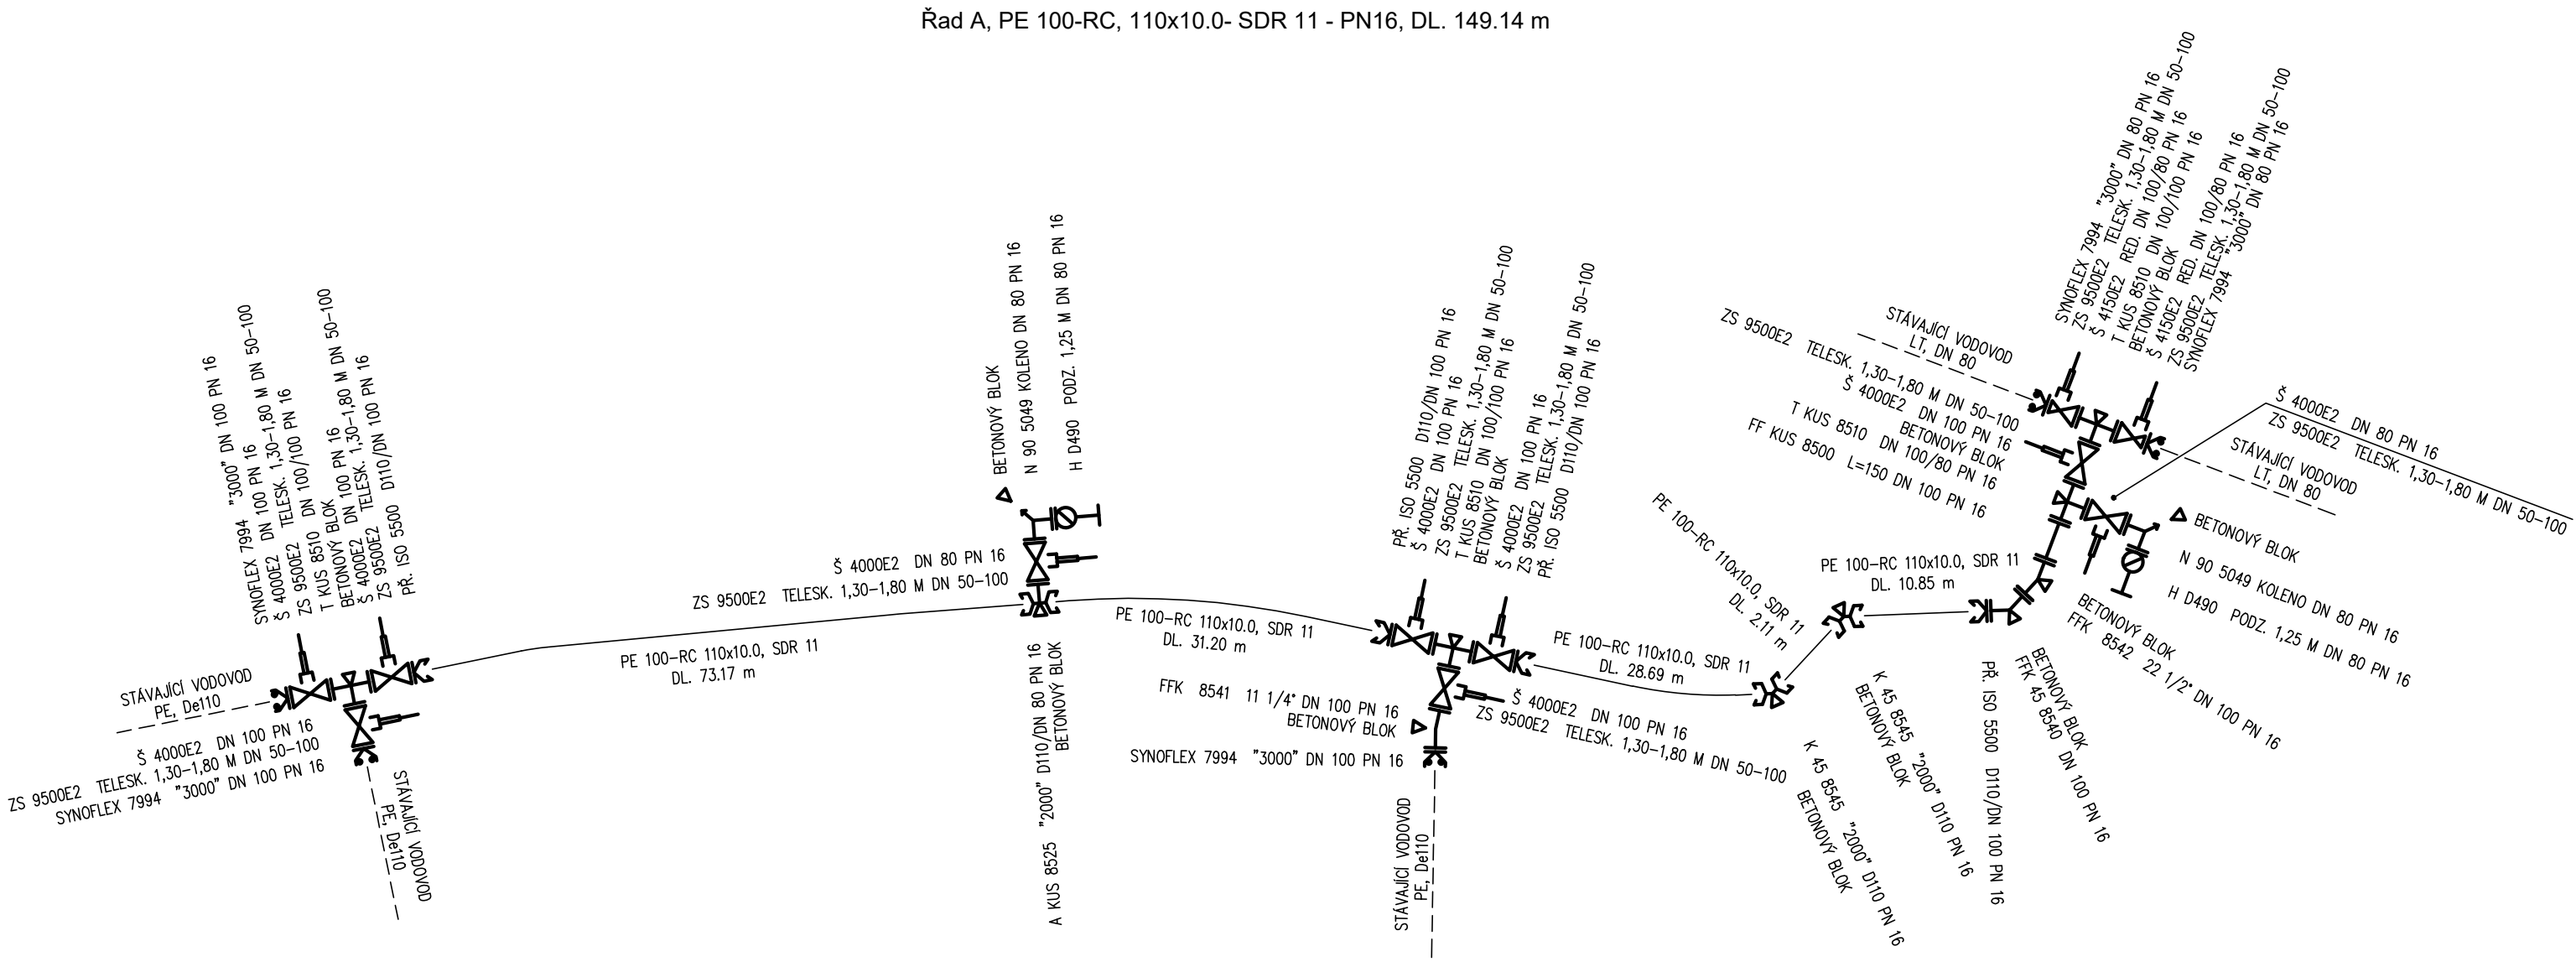 Řad A, PE 100-RC, 110x10.0- SDR 11 - PN16, DL. 149.14 m
SYNOFLEX 7994 "3000" DN 100 PN 16
Š 4000E2 DN 100 PN 16
ZS 9500E2 TELESK. 1,30-1,80 M DN 50-100
T KUS 8510 DN 100/100 PN 16
BETONOVÝ BLOK
Š 4000E2 DN 100 PN 16
ZS 9500E2 TELESK. 1,30-1,80 M DN 50-100
PŘ. ISO 5500 D110/DN 100 PN 16
STÁVAJÍCÍ VODOVOD
PE, De110
Š 4000E2 DN 100 PN 16
ZS 9500E2 TELESK. 1,30-1,80 M DN 50-100
SYNOFLEX 7994 "3000" DN 100 PN 16
STÁVAJÍCÍ VODOVOD
PE, De110
PE 100-RC 110x10.0, SDR 11
DL. 73.17 m
BETONOVÝ BLOK
N 90 5049 KOLENO DN 80 PN 16
H D490 PODZ. 1,25 M DN 80 PN 16
Š 4000E2 DN 80 PN 16
ZS 9500E2 TELESK. 1,30-1,80 M DN 50-100
A KUS 8525 "2000" D110/DN 80 PN 16
BETONOVÝ BLOK
PE 100-RC 110x10.0, SDR 11
DL. 31.20 m
PŘ. ISO 5500 D110/DN 100 PN 16
Š 4000E2 DN 100 PN 16
ZS 9500E2 TELESK. 1,30-1,80 M DN 50-100
T KUS 8510 DN 100/100 PN 16
BETONOVÝ BLOK
Š 4000E2 DN 100 PN 16
ZS 9500E2 TELESK. 1,30-1,80 M DN 50-100
PŘ. ISO 5500 D110/DN 100 PN 16
FFK 8541 11 1/4° DN 100 PN 16
BETONOVÝ BLOK
SYNOFLEX 7994 "3000" DN 100 PN 16
Š 4000E2 DN 100 PN 16
ZS 9500E2 TELESK. 1,30-1,80 M DN 50-100
STÁVAJÍCÍ VODOVOD
PE, De110
PE 100-RC 110x10.0, SDR 11
DL. 28.69 m
K 45 8545 "2000" D110 PN 16
BETONOVÝ BLOK
PE 100-RC 110x10.0, SDR 11
DL. 2.11 m
K 45 8545 "2000" D110 PN 16
BETONOVÝ BLOK
PE 100-RC 110x10.0, SDR 11
DL. 10.85 m
PŘ. ISO 5500 D110/DN 100 PN 16
BETONOVÝ BLOK
FFK 45 8540 DN 100 PN 16
BETONOVÝ BLOK
FFK 8542 22 1/2° DN 100 PN 16
ZS 9500E2 TELESK. 1,30-1,80 M DN 50-100
Š 4000E2 DN 100 PN 16
BETONOVÝ BLOK
T KUS 8510 DN 100/80 PN 16
FF KUS 8500 L=150 DN 100 PN 16
STÁVAJÍCÍ VODOVOD
LT, DN 80
SYNOFLEX 7994 "3000" DN 80 PN 16
ZS 9500E2 TELESK. 1,30-1,80 M DN 50-100
Š 4150E2 RED. DN 100/80 PN 16
T KUS 8510 DN 100/100 PN 16
BETONOVÝ BLOK
Š 4150E2 RED. DN 100/80 PN 16
ZS 9500E2 TELESK. 1,30-1,80 M DN 50-100
SYNOFLEX 7994 "3000" DN 80 PN 16
Š 4000E2 DN 80 PN 16
ZS 9500E2 TELESK. 1,30-1,80 M DN 50-100
STÁVAJÍCÍ VODOVOD
LT, DN 80
BETONOVÝ BLOK
N 90 5049 KOLENO DN 80 PN 16
H D490 PODZ. 1,25 M DN 80 PN 16